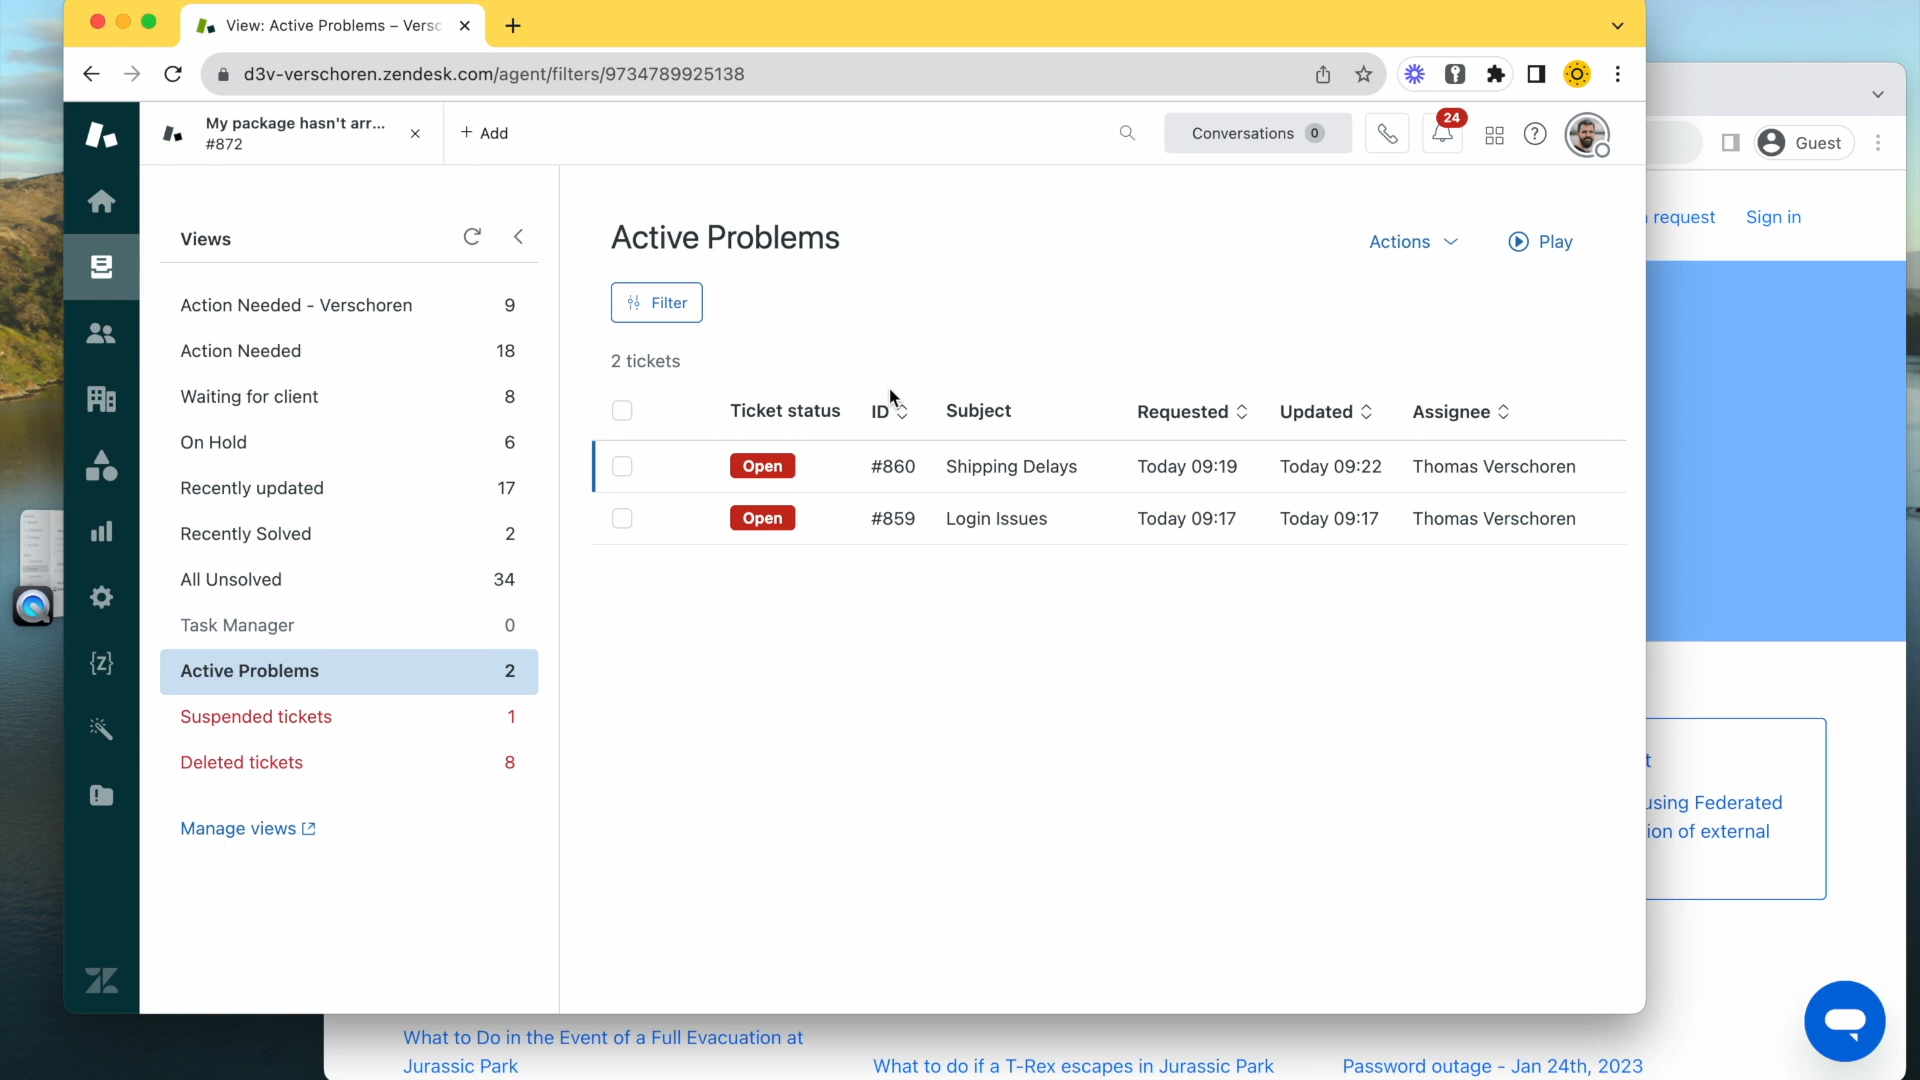 View: Active Problems – Versc
d3v-verschoren.zendesk.com/agent/filters/9734789925138
My package hasn't arr...
#872
+ Add
Conversations 0
24
Guest
request
Sign in
Views
Active Problems
Actions
Play
Filter
Action Needed - Verschoren 9
Action Needed 18
Waiting for client 8
On Hold 6
Recently updated 17
Recently Solved 2
All Unsolved 34
Task Manager 0
Active Problems 2
Suspended tickets 1
Deleted tickets 8
Manage views
2 tickets
Ticket status ID Subject Requested Updated Assignee
Open #860 Shipping Delays Today 09:19 Today 09:22 Thomas Verschoren
Open #859 Login Issues Today 09:17 Today 09:17 Thomas Verschoren
t
using Federated
ion of external
What to Do in the Event of a Full Evacuation at
Jurassic Park
What to do if a T-Rex escapes in Jurassic Park
Password outage - Jan 24th, 2023